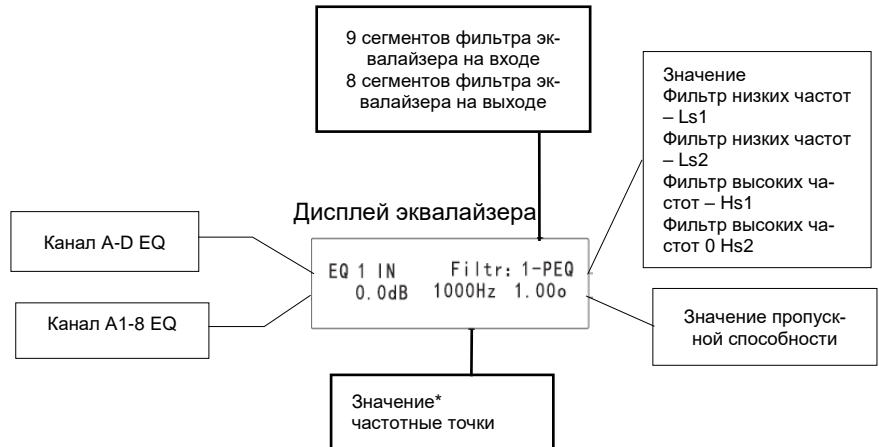 9 сегментов фильтра эк-
валайзера на входе
8 сегментов фильтра эк-
валайзера на выходе
Значение
Фильтр низких частот
– Ls1
Фильтр низких частот
– Ls2
Фильтр высоких ча-
стот – Hs1
Фильтр высоких ча-
стот 0 Hs2
Дисплей эквалайзера
Канал A-D EQ
EQ 1 IN Filtr: 1-PEQ
0.0dB 1000Hz 1.00o
Канал A1-8 EQ
Значение пропуск-
ной способности
Значение*
частотные точки